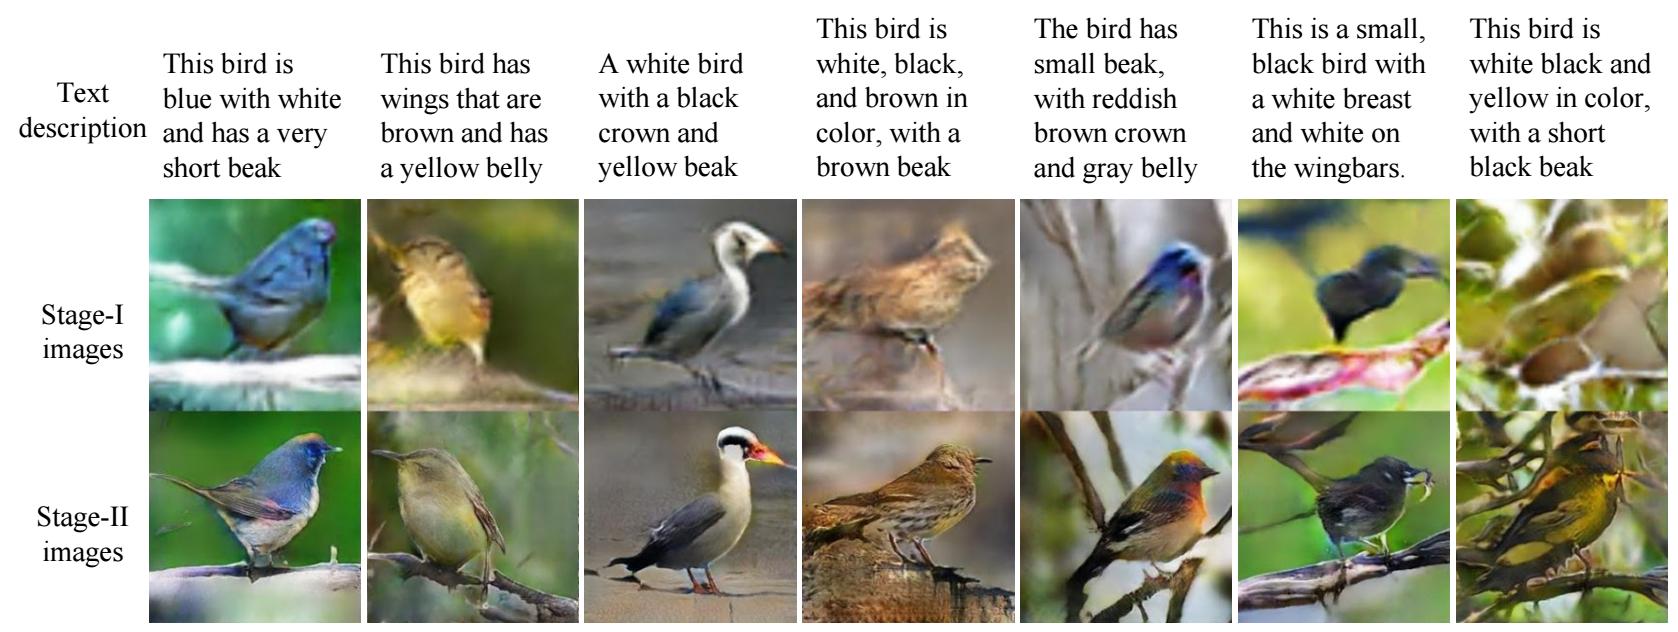 Text
description
This bird is
blue with white
and has a very
short beak
This bird has
wings that are
brown and has
a yellow belly
A white bird
with a black
crown and
yellow beak
This bird is
white, black,
and brown in
color, with a
brown beak
The bird has
small beak,
with reddish
brown crown
and gray belly
This is a small,
black bird with
a white breast
and white on
the wingbars.
This bird is
white black and
yellow in color,
with a short
black beak
Stage-I
images
Stage-II
images